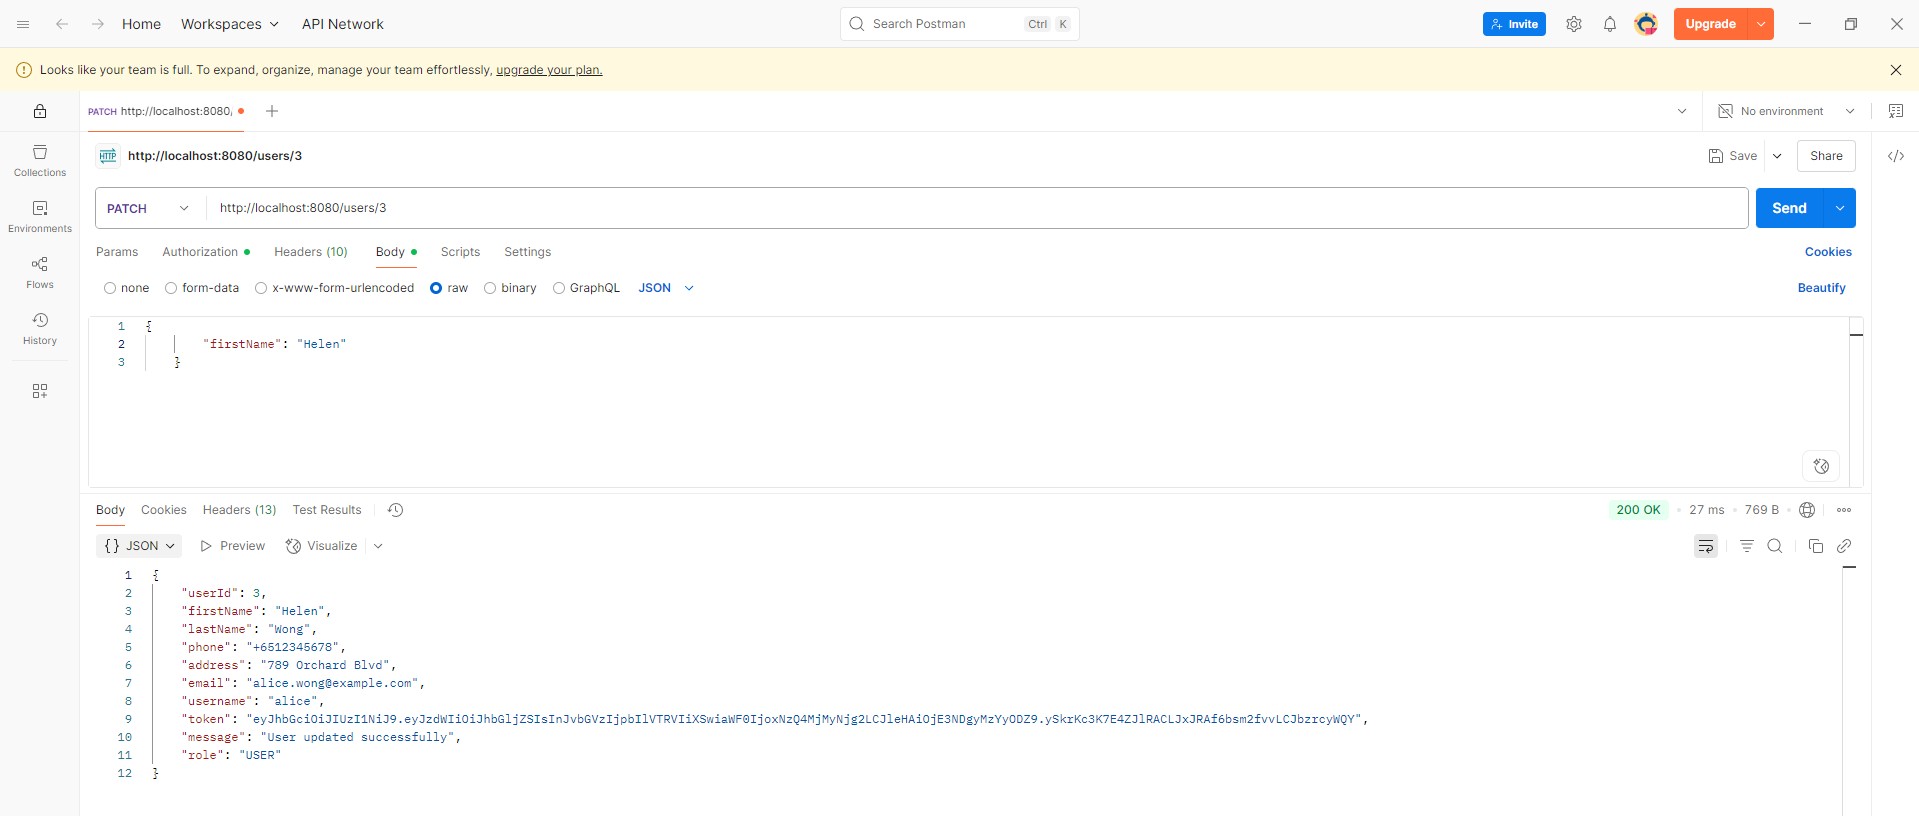 Home Workspaces API Network Search Postman Ctrl K Invite Upgrade
Looks like your team is full. To expand, organize, manage your team effortlessly, upgrade your plan.
PATCH http://localhost:8080/ No environment
HTTP http://localhost:8080/users/3 Save Share
PATCH http://localhost:8080/users/3 Send
Params Authorization Headers (10) Body Scripts Settings Cookies
none form-data x-www-form-urlencoded raw binary GraphQL JSON Beautify
Collections
Environments
Flows
History
1 {
2 "firstName": "Helen"
3 }
Body Cookies Headers (13) Test Results 200 OK 27 ms 769 B
{} JSON Preview Visualize
1 {
2 "userId": 3,
3 "firstName": "Helen",
4 "lastName": "Wong",
5 "phone": "+6512345678",
6 "address": "789 Orchard Blvd",
7 "email": "alice.wong@example.com",
8 "username": "alice",
9 "token": "eyJhbGciOiJIUzI1NiJ9.eyJzdWIiOiJhbGljZSIsInJvbGVzIjpbIlVTRVIiXSwiaWF0IjoxNzQ4MjMyNjg2LCJleHAiOjE3NDgyMzYyODZ9.ySkrKc3K7E4ZJlRACLJxJRAf6bsm2fvvLCJbzrcyWQY",
10 "message": "User updated successfully",
11 "role": "USER"
12 }